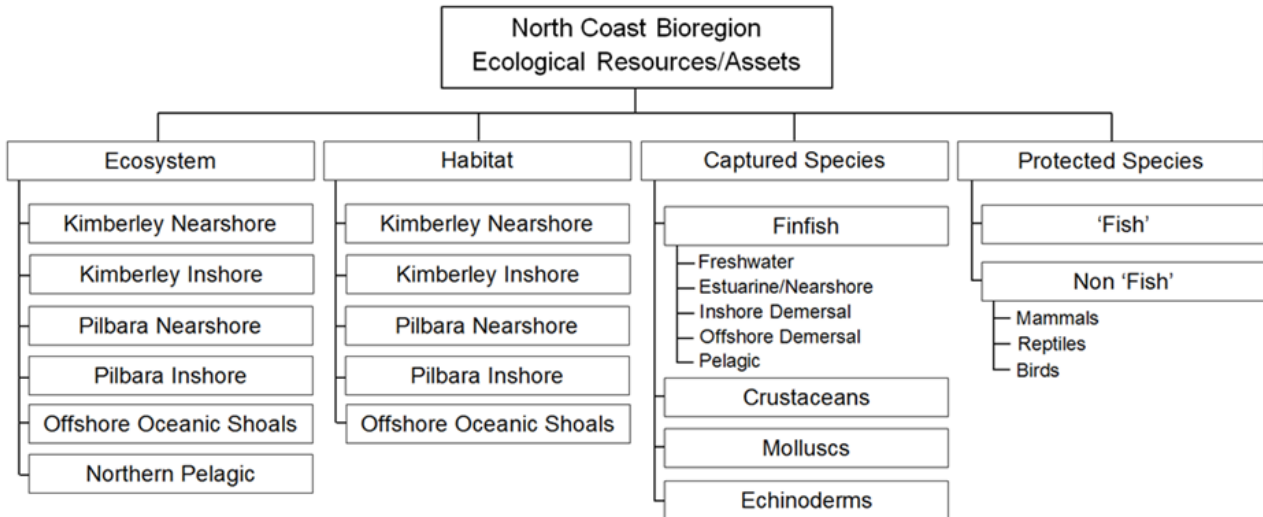 North Coast Bioregion
Ecological Resources/Assets
Ecosystem
Kimberley Nearshore
Kimberley Inshore
Pilbara Nearshore
Pilbara Inshore
Offshore Oceanic Shoals
Northern Pelagic
Habitat
Kimberley Nearshore
Kimberley Inshore
Pilbara Nearshore
Pilbara Inshore
Offshore Oceanic Shoals
Captured Species
Finfish
Freshwater
Estuarine/Nearshore
Inshore Demersal
Offshore Demersal
Pelagic
Crustaceans
Molluscs
Echinoderms
Protected Species
‘Fish’
Non ‘Fish’
Mammals
Reptiles
Birds